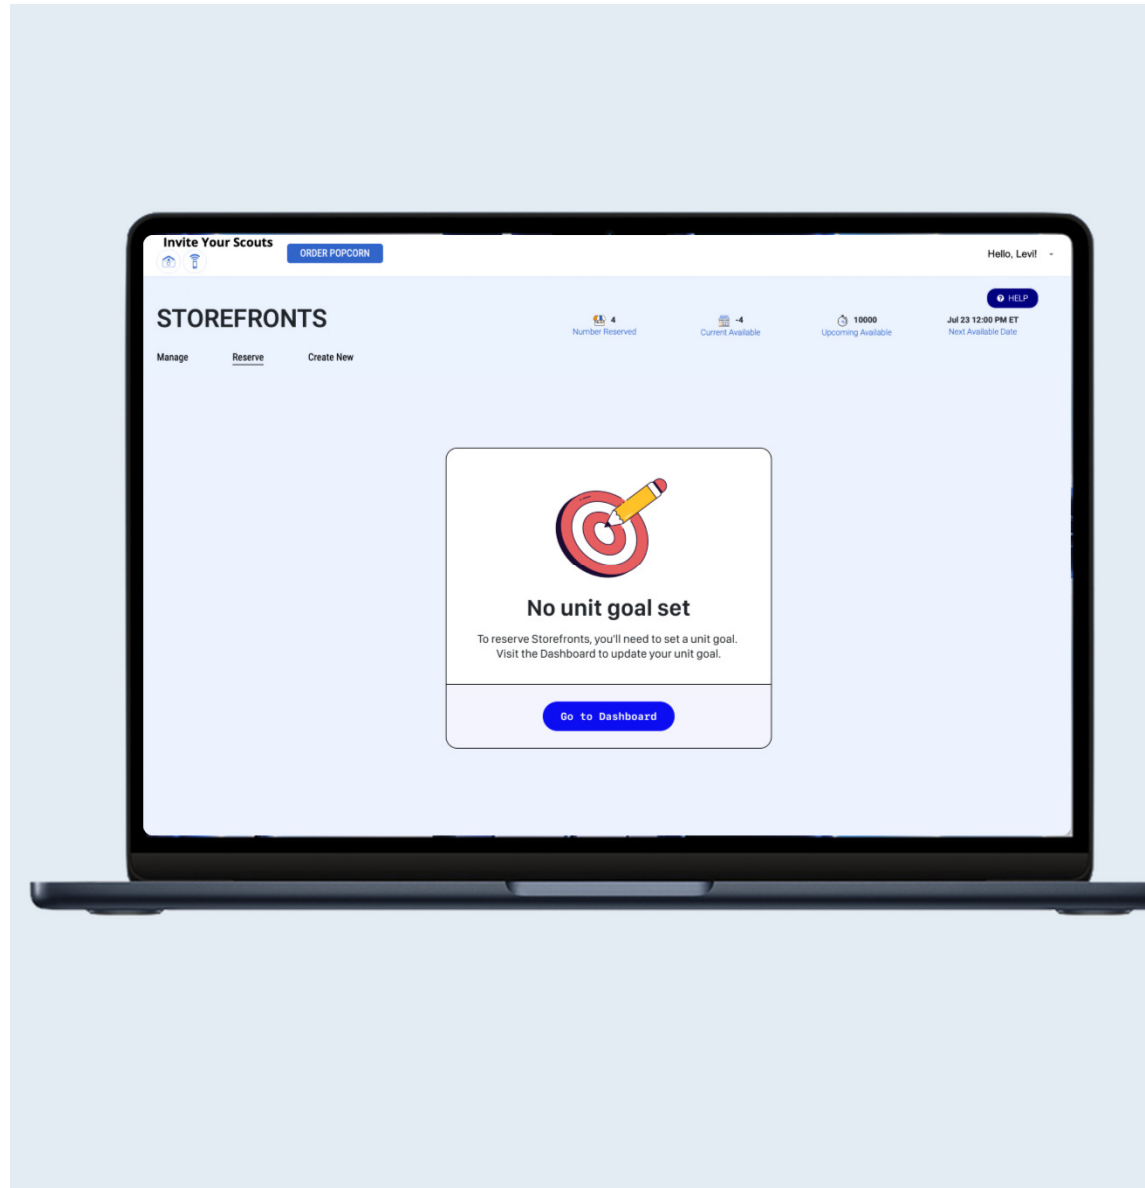 Invite Your Scouts
ORDER POPCORN
Hello, Levi!
HELP
STOREFRONTS
4
Number Reserved
-4
Current Available
10000
Upcoming Available
Jul 23 12:00 PM ET
Next Available Date
Manage
Reserve
Create New
No unit goal set
To reserve Storefronts, you'll need to set a unit goal.
Visit the Dashboard to update your unit goal.
Go to Dashboard